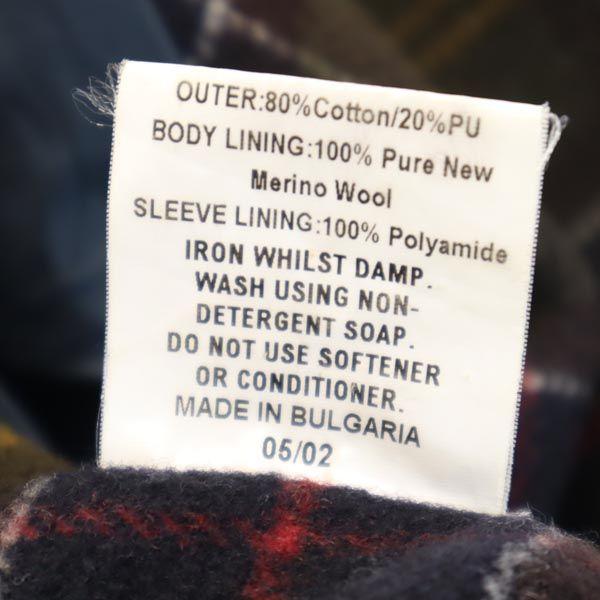 OUTER:80%Cotton/20%PU
BODY LINING:100% Pure New
Merino Wool
SLEEVE LINING:100% Polyamide
IRON WHILST DAMP.
WASH USING NON-
DETERGENT SOAP.
DO NOT USE SOFTENER
OR CONDITIONER.
MADE IN BULGARIA
05/02